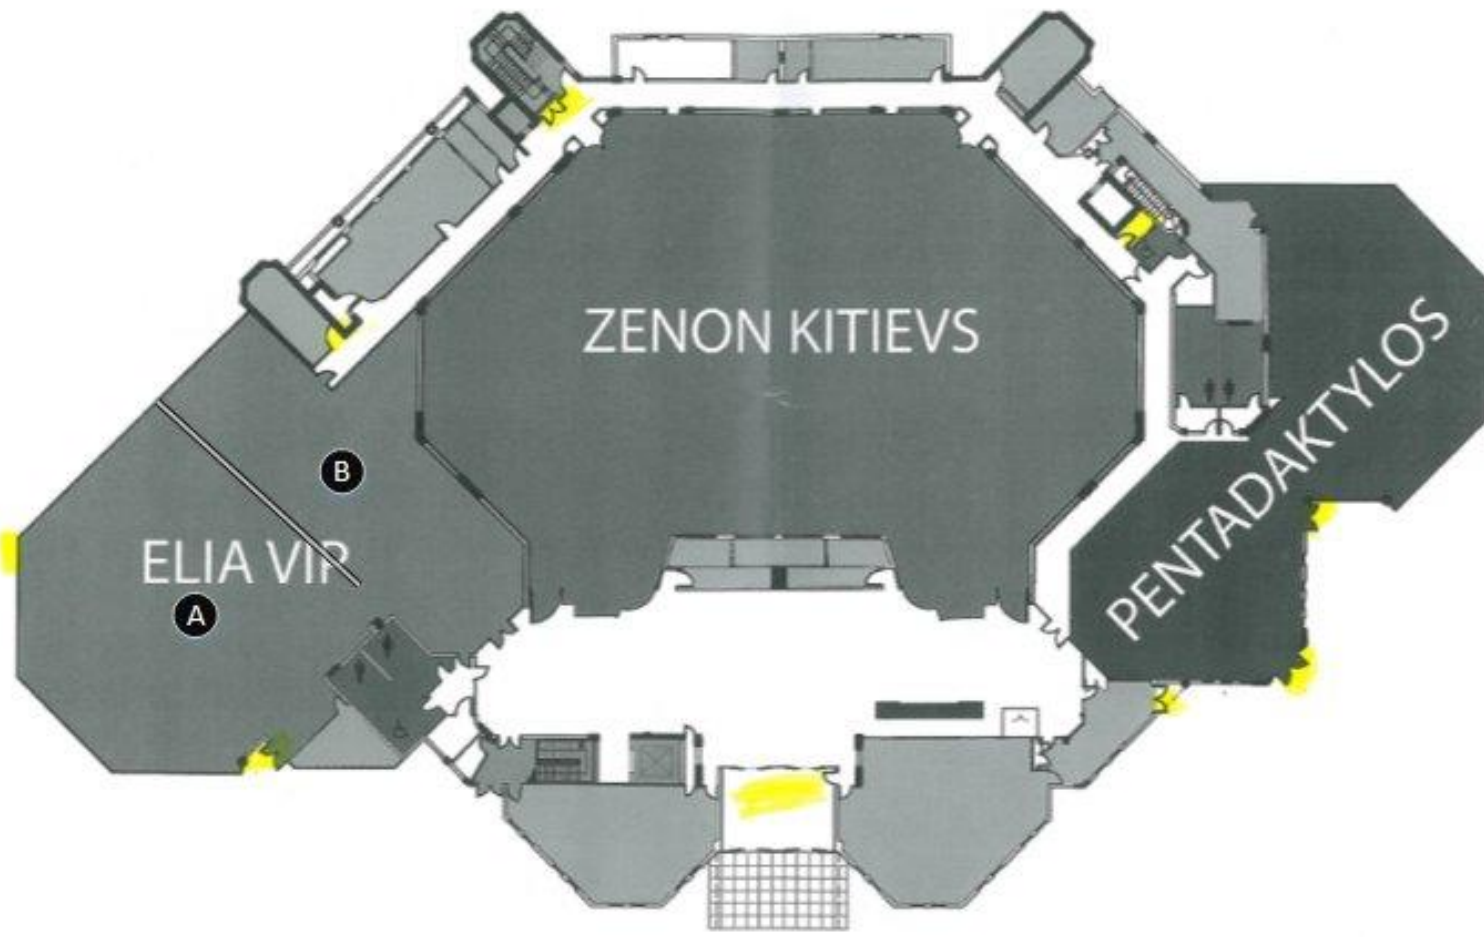 ZENON KITIEVS
PENTADAKTYLOS
B
ELIA VIP
A